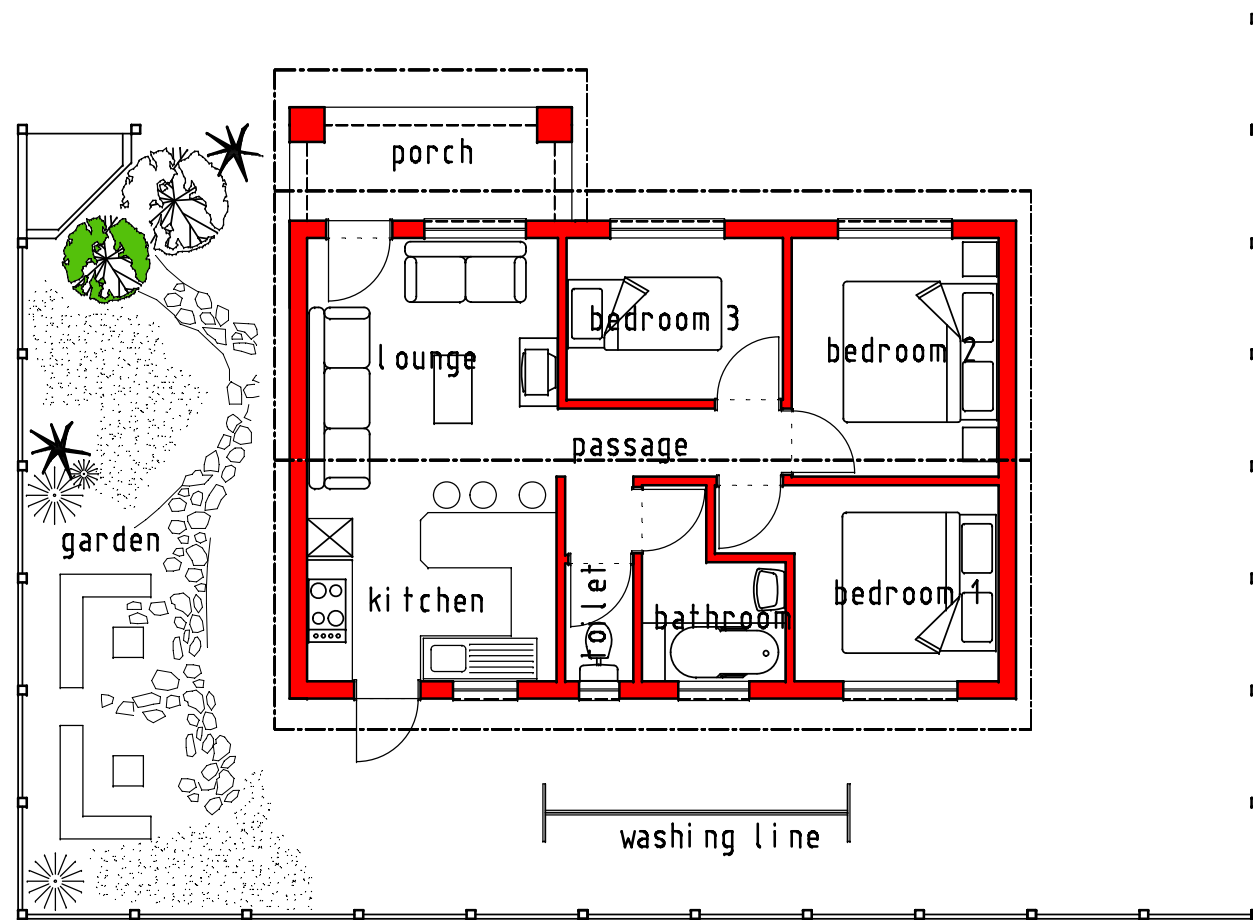 porch
bedroom 3
bedroom 2
lounge
passage
garden
kitchen
toilet
bathroom
bedroom 1
washing line